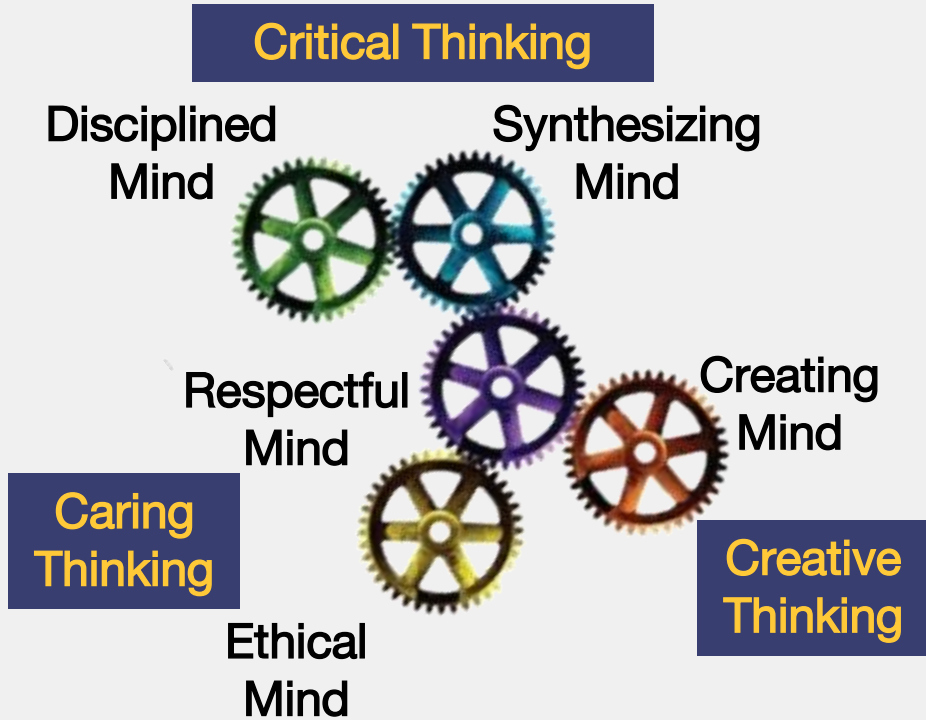 Critical Thinking
Disciplined
Mind
Synthesizing
Mind
Respectful
Mind
Creating
Mind
Caring
Thinking
Creative
Thinking
Ethical
Mind